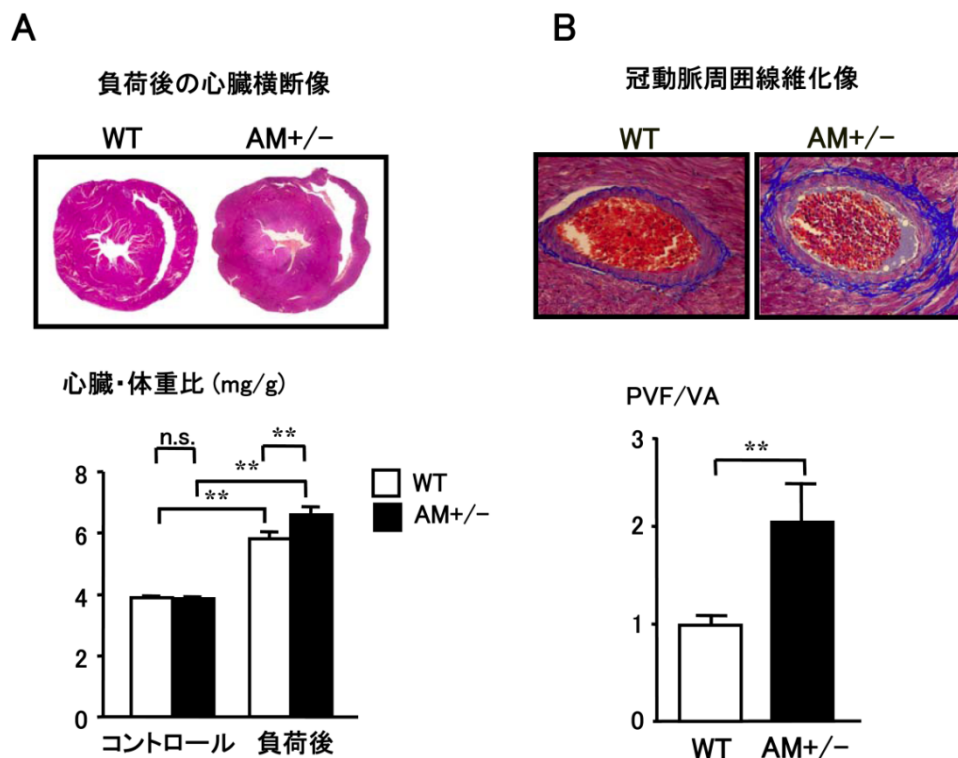 A
負荷後の心臓横断像
WT AM+/−
心臓・体重比 (mg/g)
n.s.
**
**
**
8
6
4
2
0
コントロール 負荷後
WT
AM+/−
B
冠動脈周囲線維化像
WT AM+/−
PVF/VA
**
3
2
1
0
WT AM+/−